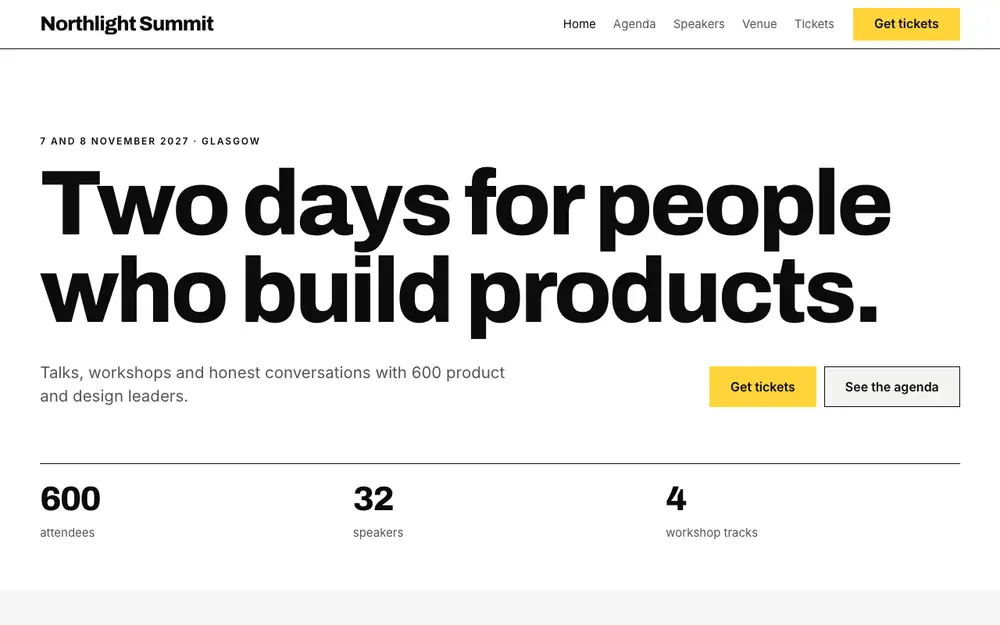 Northlight Summit
Home Agenda Speakers Venue Tickets Get tickets
7 AND 8 NOVEMBER 2027 · GLASGOW
Two days for people
who build products.
Talks, workshops and honest conversations with 600 product
and design leaders.
Get tickets See the agenda
600 32 4
attendees speakers workshop tracks